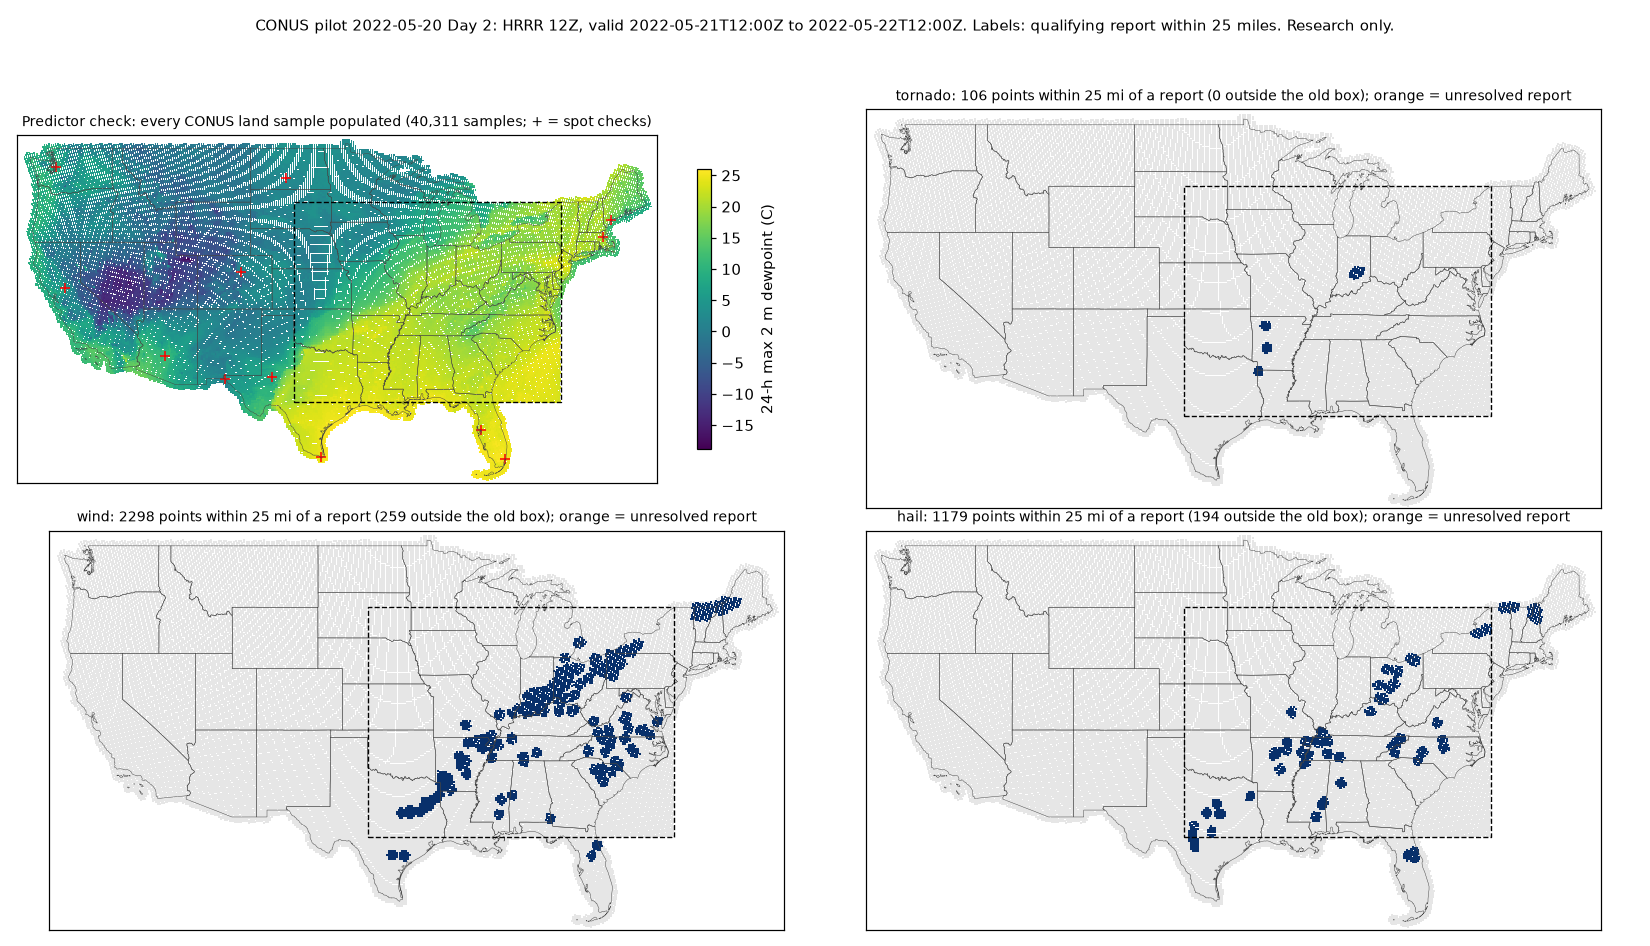 CONUS pilot 2022-05-20 Day 2: HRRR 12Z, valid 2022-05-21T12:00Z to 2022-05-22T12:00Z. Labels: qualifying report within 25 miles. Research only.
Predictor check: every CONUS land sample populated (40,311 samples; + = spot checks)
25
20
15
10
5
0
−5
−10
−15
24-h max 2 m dewpoint (C)
tornado: 106 points within 25 mi of a report (0 outside the old box); orange = unresolved report
wind: 2298 points within 25 mi of a report (259 outside the old box); orange = unresolved report
hail: 1179 points within 25 mi of a report (194 outside the old box); orange = unresolved report